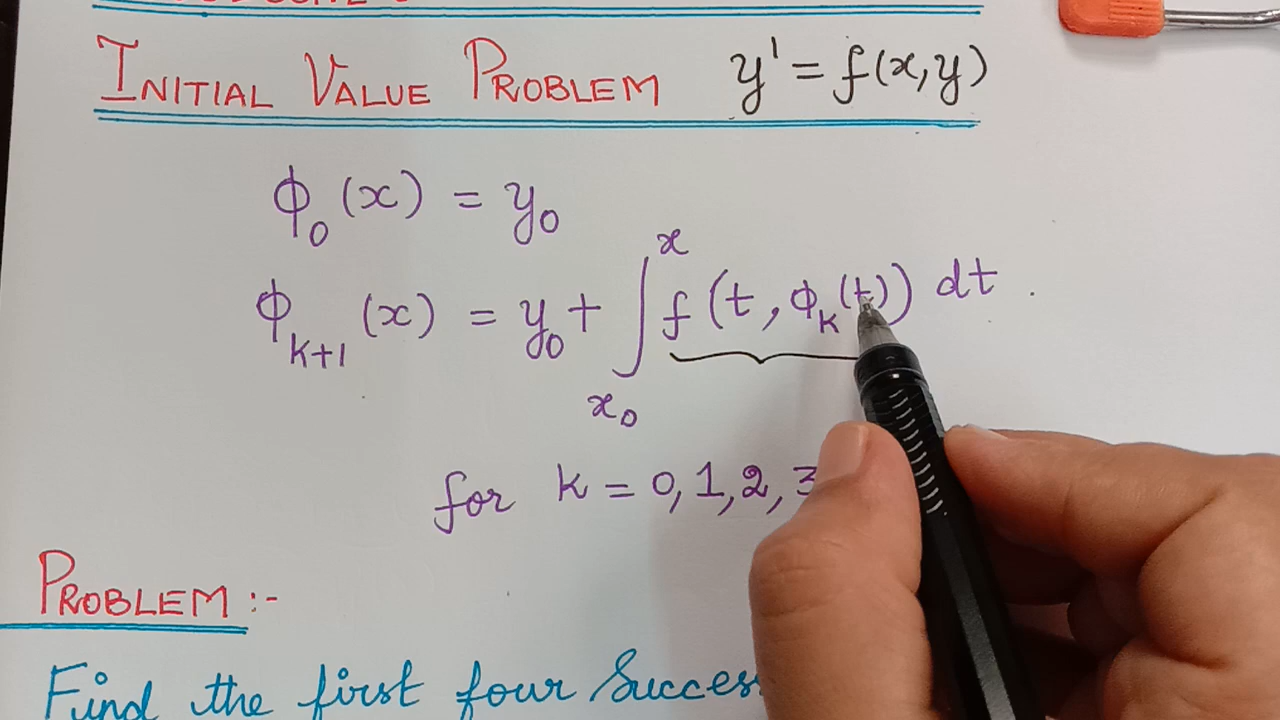 INITIAL VALUE PROBLEM y' = f(x,y)
ϕ₀(x) = y₀
ϕₖ₊₁(x) = y₀ + ∫ₓ₀ˣ f(t, ϕₖ(t)) dt .
for k = 0, 1, 2, 3
PROBLEM :-
Find the first four